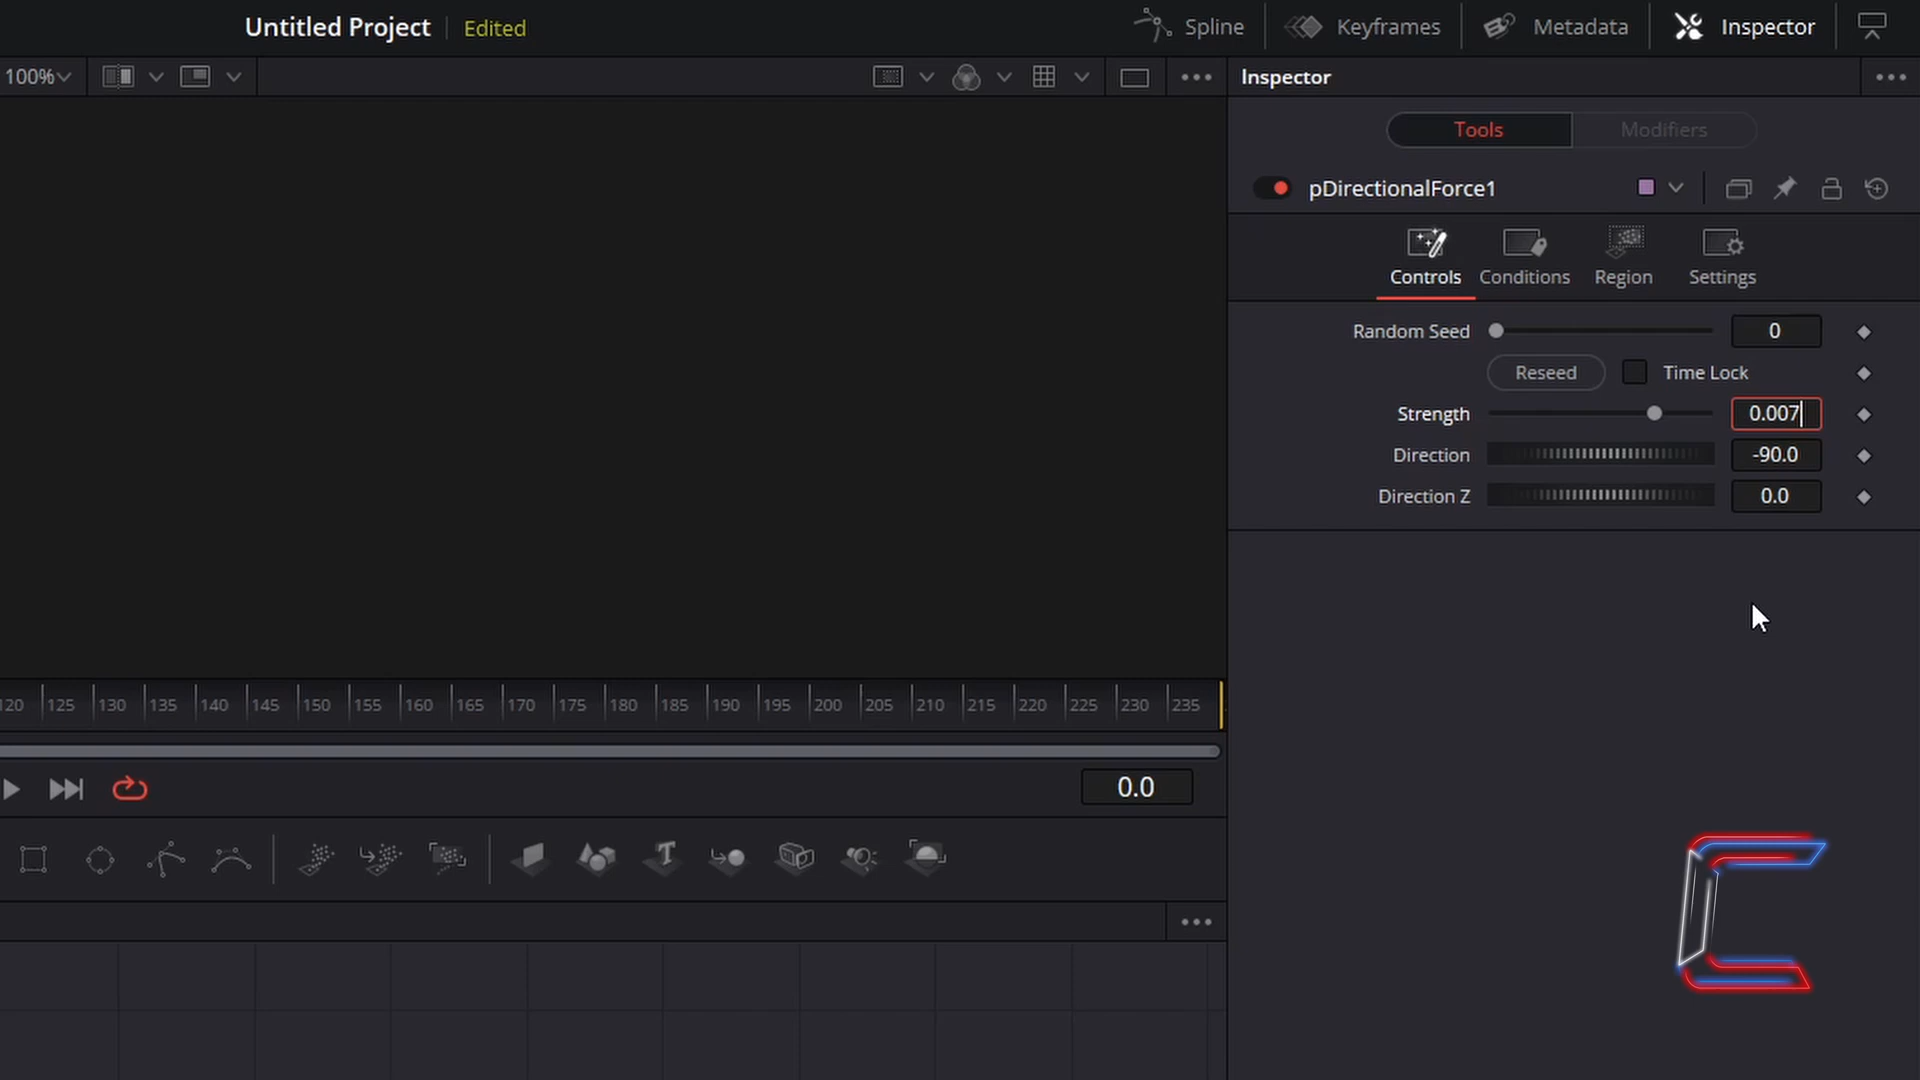 Untitled Project Edited Spline Keyframes Metadata Inspector
100% Inspector
Tools Modifiers
pDirectionalForce1
Controls Conditions Region Settings
Random Seed 0
Reseed Time Lock
Strength 0.007
Direction -90.0
Direction Z 0.0
120 125 130 135 140 145 150 155 160 165 170 175 180 185 190 195 200 205 210 215 220 225 230 235
0.0
T